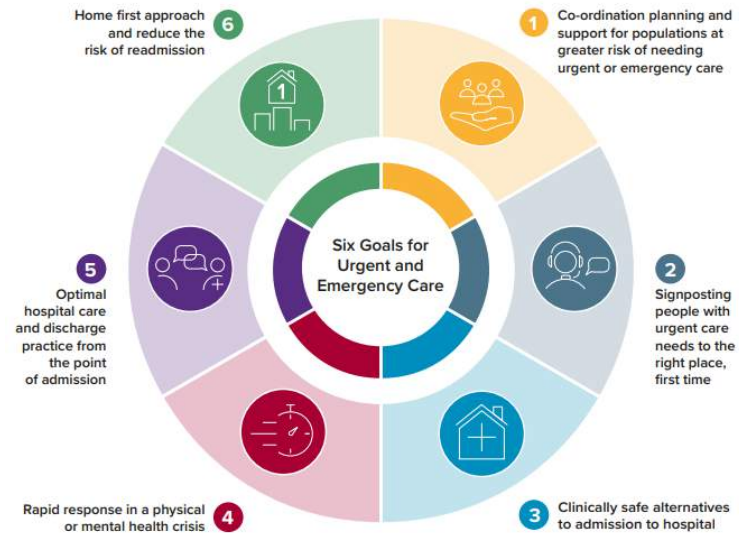 Six Goals for
Urgent and
Emergency Care
1
Co-ordination planning and
support for populations at
greater risk of needing
urgent or emergency care
2
Signposting
people with
urgent care
needs to the
right place,
first time
3
Clinically safe alternatives
to admission to hospital
4
Rapid response in a physical
or mental health crisis
5
Optimal
hospital care
and discharge
practice from
the point
of admission
6
Home first approach
and reduce the
risk of readmission
1